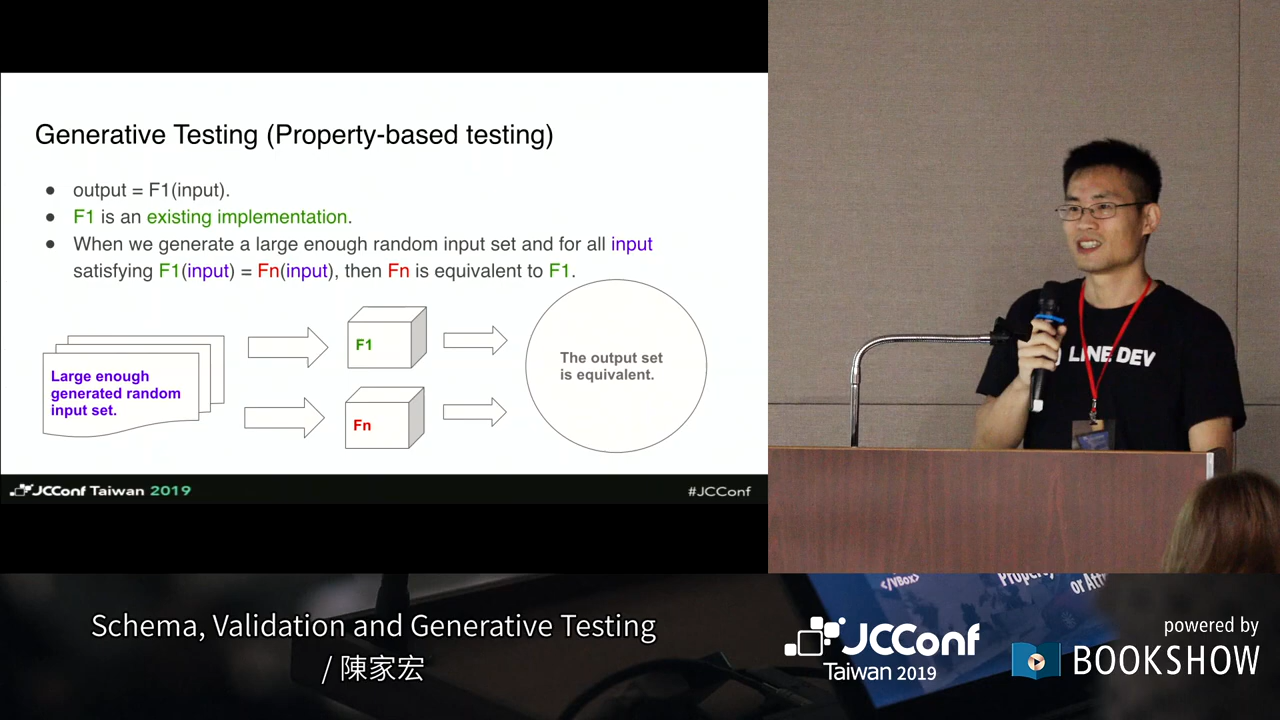 Generative Testing (Property-based testing)
● output = F1(input).
● F1 is an existing implementation.
● When we generate a large enough random input set and for all input
satisfying F1(input) = Fn(input), then Fn is equivalent to F1.
F1
Large enough
generated random
input set.
The output set
is equivalent.
Fn
JCConf Taiwan 2019
#JCConf
LINE DEV
</VBox>
Schema, Validation and Generative Testing
/ 陳家宏
JCConf
Taiwan 2019
powered by
BOOKSHOW